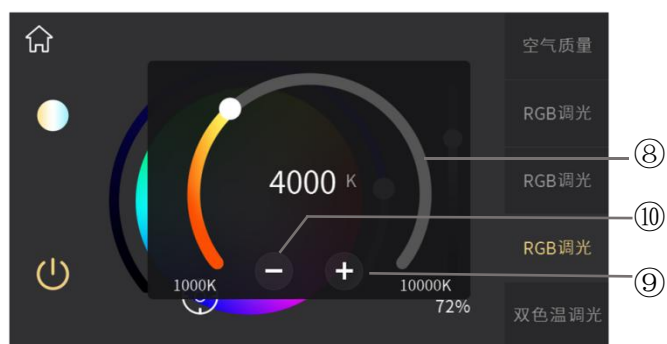 空气质量
RGB调光
⑧
4000 K
RGB调光
⑩
RGB调光
− +
⑨
1000K
10000K
72%
双色温调光